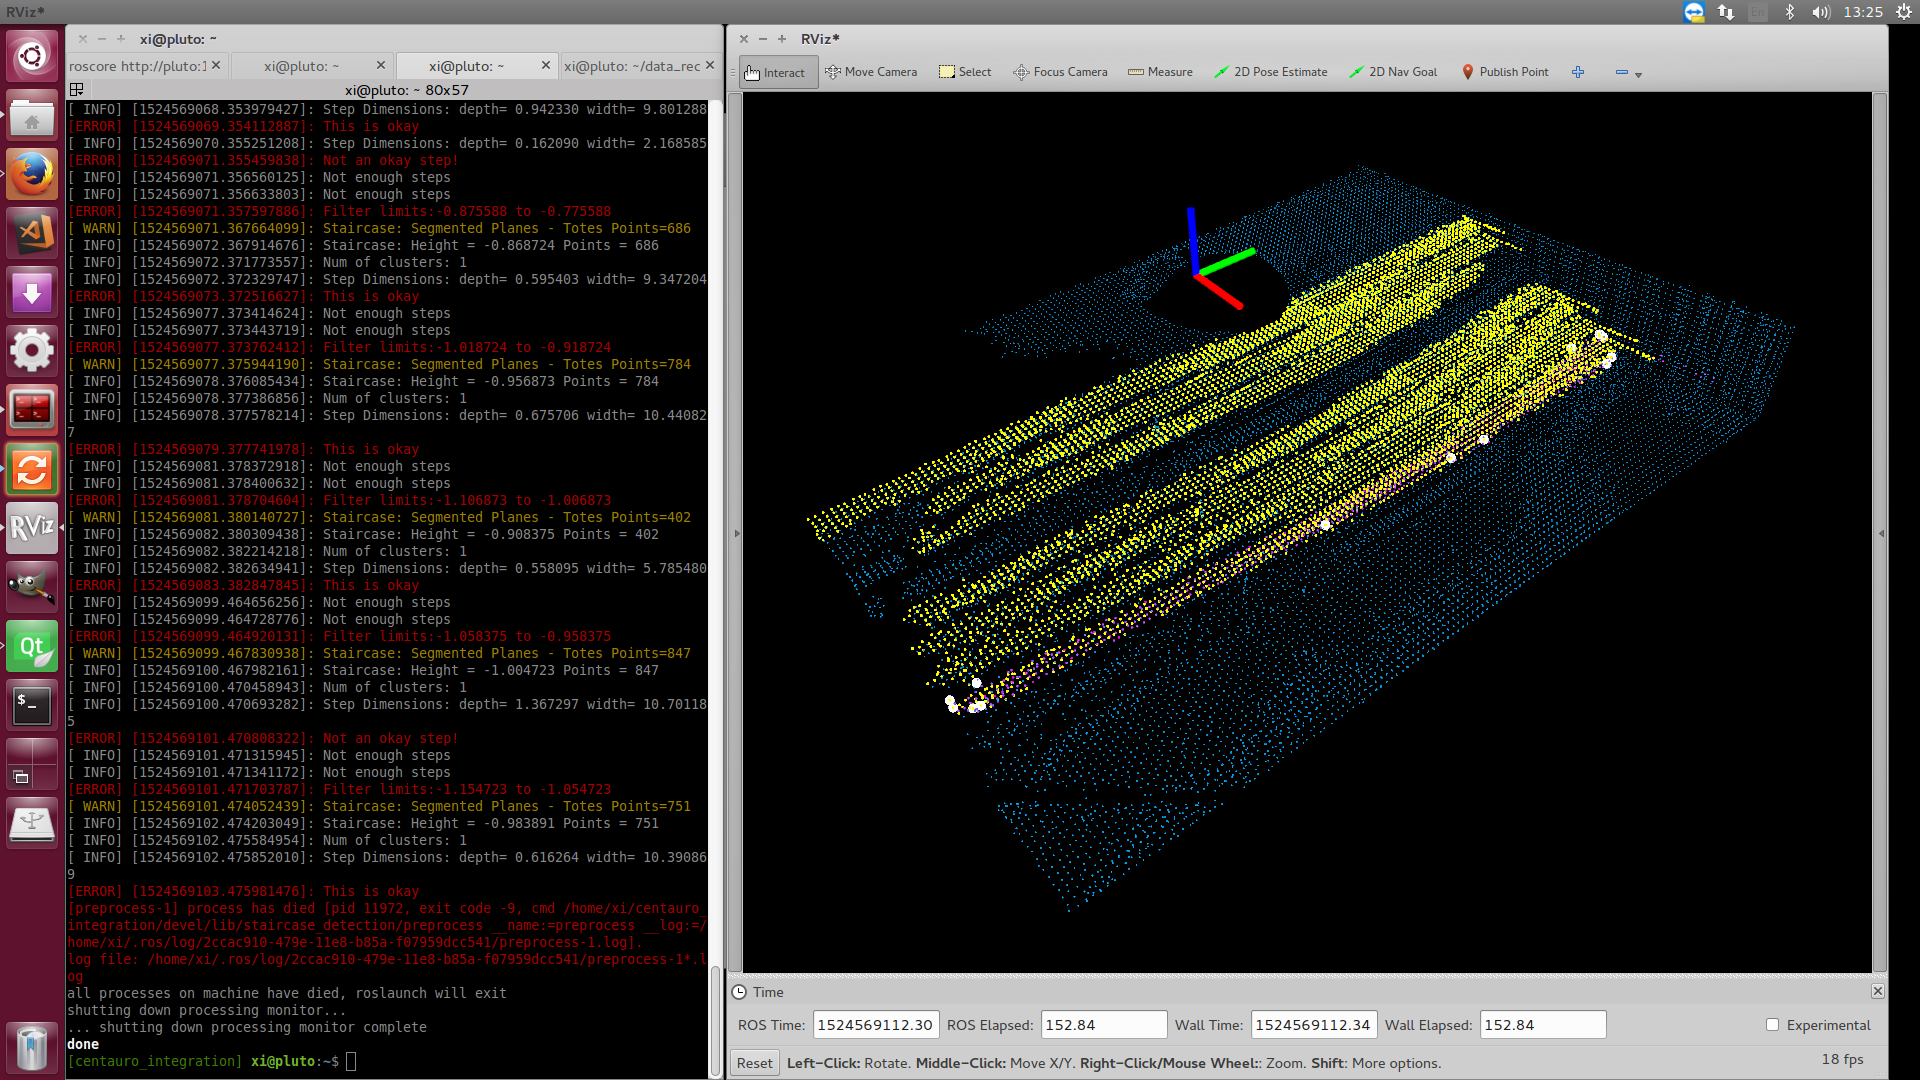 RViz*
En
13:25
xi@pluto: ~
roscore http://pluto:1
xi@pluto: ~
xi@pluto: ~
xi@pluto: ~/data_rec
xi@pluto: ~ 80x57
[ INFO] [1524569068.353979427]: Step Dimensions: depth= 0.942330 width= 9.801288
[ERROR] [1524569069.354112887]: This is okay
[ INFO] [1524569070.355251208]: Step Dimensions: depth= 0.162090 width= 2.168585
[ERROR] [1524569071.355459838]: Not an okay step!
[ INFO] [1524569071.356560125]: Not enough steps
[ INFO] [1524569071.356633803]: Not enough steps
[ERROR] [1524569071.357597886]: Filter limits:-0.875588 to -0.775588
[ WARN] [1524569071.367664099]: Staircase: Segmented Planes - Totes Points=686
[ INFO] [1524569072.367914676]: Staircase: Height = -0.868724 Points = 686
[ INFO] [1524569072.371773557]: Num of clusters: 1
[ INFO] [1524569072.372329747]: Step Dimensions: depth= 0.595403 width= 9.347204
[ERROR] [1524569073.372516627]: This is okay
[ INFO] [1524569077.373414624]: Not enough steps
[ INFO] [1524569077.373443719]: Not enough steps
[ERROR] [1524569077.373762412]: Filter limits:-1.018724 to -0.918724
[ WARN] [1524569077.375944190]: Staircase: Segmented Planes - Totes Points=784
[ INFO] [1524569078.376085434]: Staircase: Height = -0.956873 Points = 784
[ INFO] [1524569078.377386856]: Num of clusters: 1
[ INFO] [1524569078.377578214]: Step Dimensions: depth= 0.675706 width= 10.44082
7
[ERROR] [1524569079.377741978]: This is okay
[ INFO] [1524569081.378372918]: Not enough steps
[ INFO] [1524569081.378400632]: Not enough steps
[ERROR] [1524569081.378704604]: Filter limits:-1.106873 to -1.006873
[ WARN] [1524569081.380140727]: Staircase: Segmented Planes - Totes Points=402
[ INFO] [1524569082.380309438]: Staircase: Height = -0.908375 Points = 402
[ INFO] [1524569082.382214218]: Num of clusters: 1
[ INFO] [1524569082.382634941]: Step Dimensions: depth= 0.558095 width= 5.785480
[ERROR] [1524569083.382847845]: This is okay
[ INFO] [1524569099.464656256]: Not enough steps
[ INFO] [1524569099.464728776]: Not enough steps
[ERROR] [1524569099.464920131]: Filter limits:-1.058375 to -0.958375
[ WARN] [1524569099.467830938]: Staircase: Segmented Planes - Totes Points=847
[ INFO] [1524569100.467982161]: Staircase: Height = -1.004723 Points = 847
[ INFO] [1524569100.470458943]: Num of clusters: 1
[ INFO] [1524569100.470693282]: Step Dimensions: depth= 1.367297 width= 10.70118
5
[ERROR] [1524569101.470808322]: Not an okay step!
[ INFO] [1524569101.471315945]: Not enough steps
[ INFO] [1524569101.471341172]: Not enough steps
[ERROR] [1524569101.471703787]: Filter limits:-1.154723 to -1.054723
[ WARN] [1524569101.474052439]: Staircase: Segmented Planes - Totes Points=751
[ INFO] [1524569102.474203049]: Staircase: Height = -0.983891 Points = 751
[ INFO] [1524569102.475584954]: Num of clusters: 1
[ INFO] [1524569102.475852010]: Step Dimensions: depth= 0.616264 width= 10.39086
9
[ERROR] [1524569103.475981476]: This is okay
[preprocess-1] process has died [pid 11972, exit code -9, cmd /home/xi/centauro_
integration/devel/lib/staircase_detection/preprocess __name:=preprocess __log:=/
home/xi/.ros/log/2ccac910-479e-11e8-b85a-f07959dcc541/preprocess-1.log].
log file: /home/xi/.ros/log/2ccac910-479e-11e8-b85a-f07959dcc541/preprocess-1*.l
og
all processes on machine have died, roslaunch will exit
shutting down processing monitor...
... shutting down processing monitor complete
done
[centauro_integration] xi@pluto:~$
RViz
Qt
$_
RViz*
Interact
Move Camera
Select
Focus Camera
Measure
2D Pose Estimate
2D Nav Goal
Publish Point
Time
ROS Time: 1524569112.30 ROS Elapsed: 152.84 Wall Time: 1524569112.34 Wall Elapsed: 152.84 Experimental
Reset Left-Click: Rotate. Middle-Click: Move X/Y. Right-Click/Mouse Wheel:: Zoom. Shift: More options. 18 fps